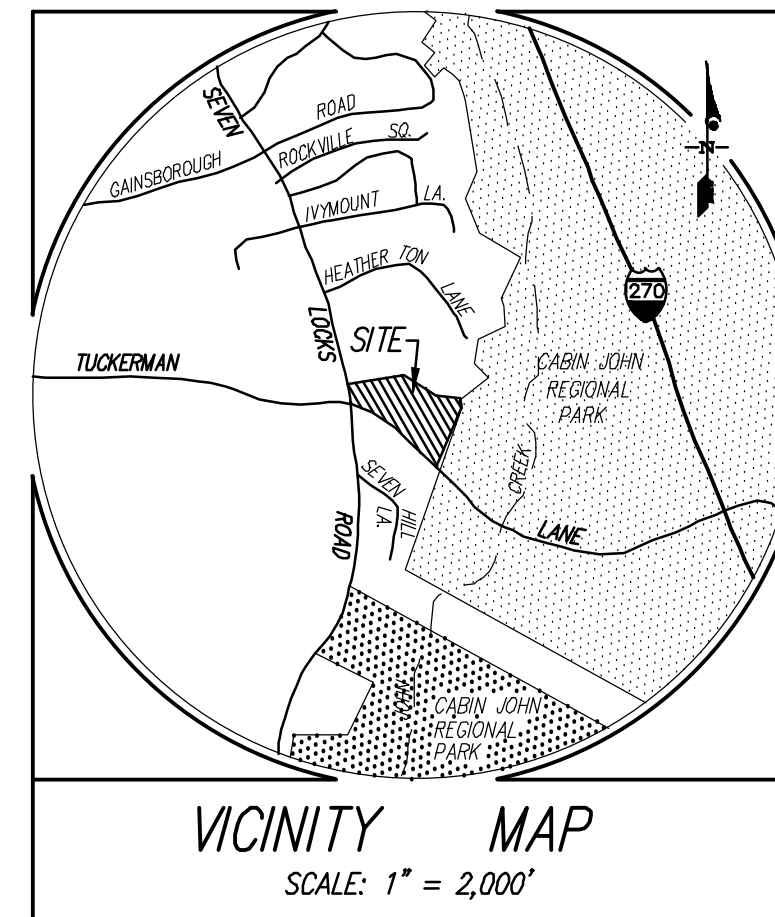 SEVEN
ROAD
GAINSBOROUGH
ROCKVILLE SQ.
IVYMOUNT LA.
HEATHER TON
LANE
LOCKS
N
270
SITE
TUCKERMAN
CABIN JOHN
REGIONAL
PARK
CREEK
SEVEN
HILL
LA.
ROAD
LANE
JOHN
CABIN JOHN
REGIONAL
PARK
VICINITY MAP
SCALE: 1" = 2,000'